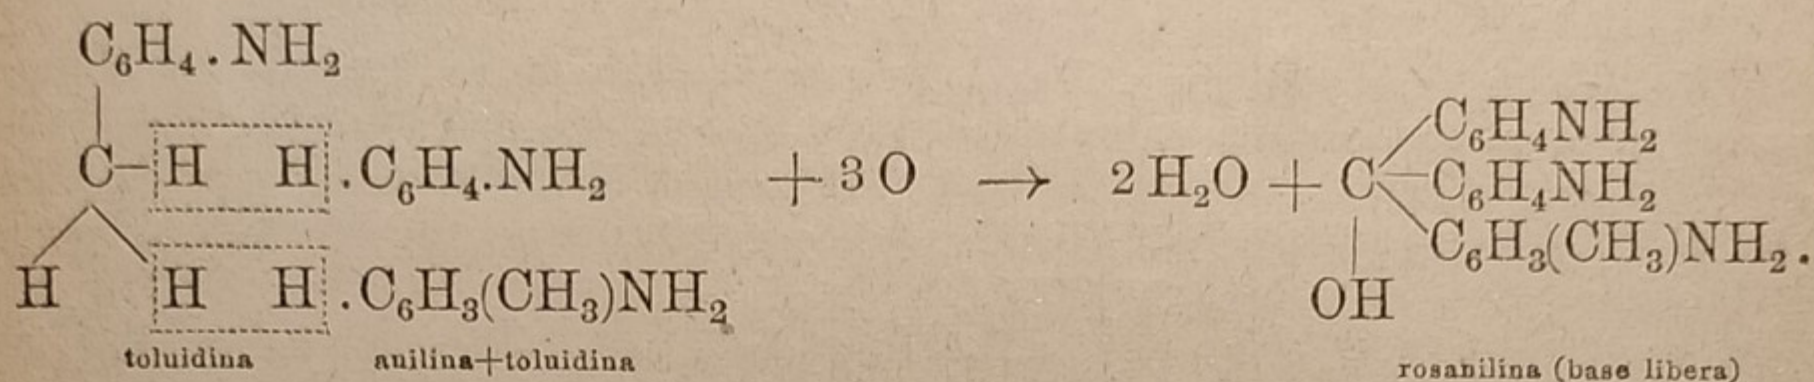 C₆H₄.NH₂
C–H H.C₆H₄.NH₂ +3O → 2H₂O + C C₆H₄NH₂
C₆H₄NH₂
C₆H₃(CH₃)NH₂.
H H H.C₆H₃(CH₃)NH₂ OH
toluidina anilina+toluidina rosanilina (base libera)